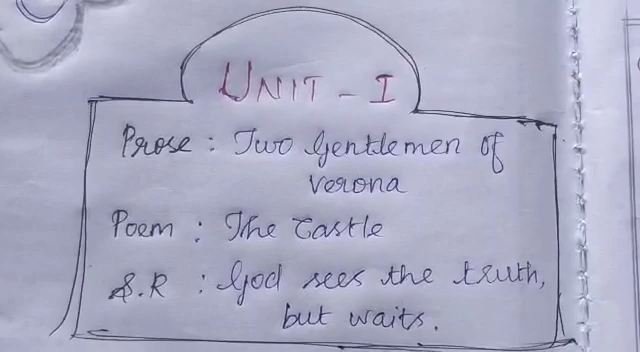 UNIT - I
Prose : Two Gentlemen of
Verona
Poem : The Castle
S.R : God sees the truth,
but waits.